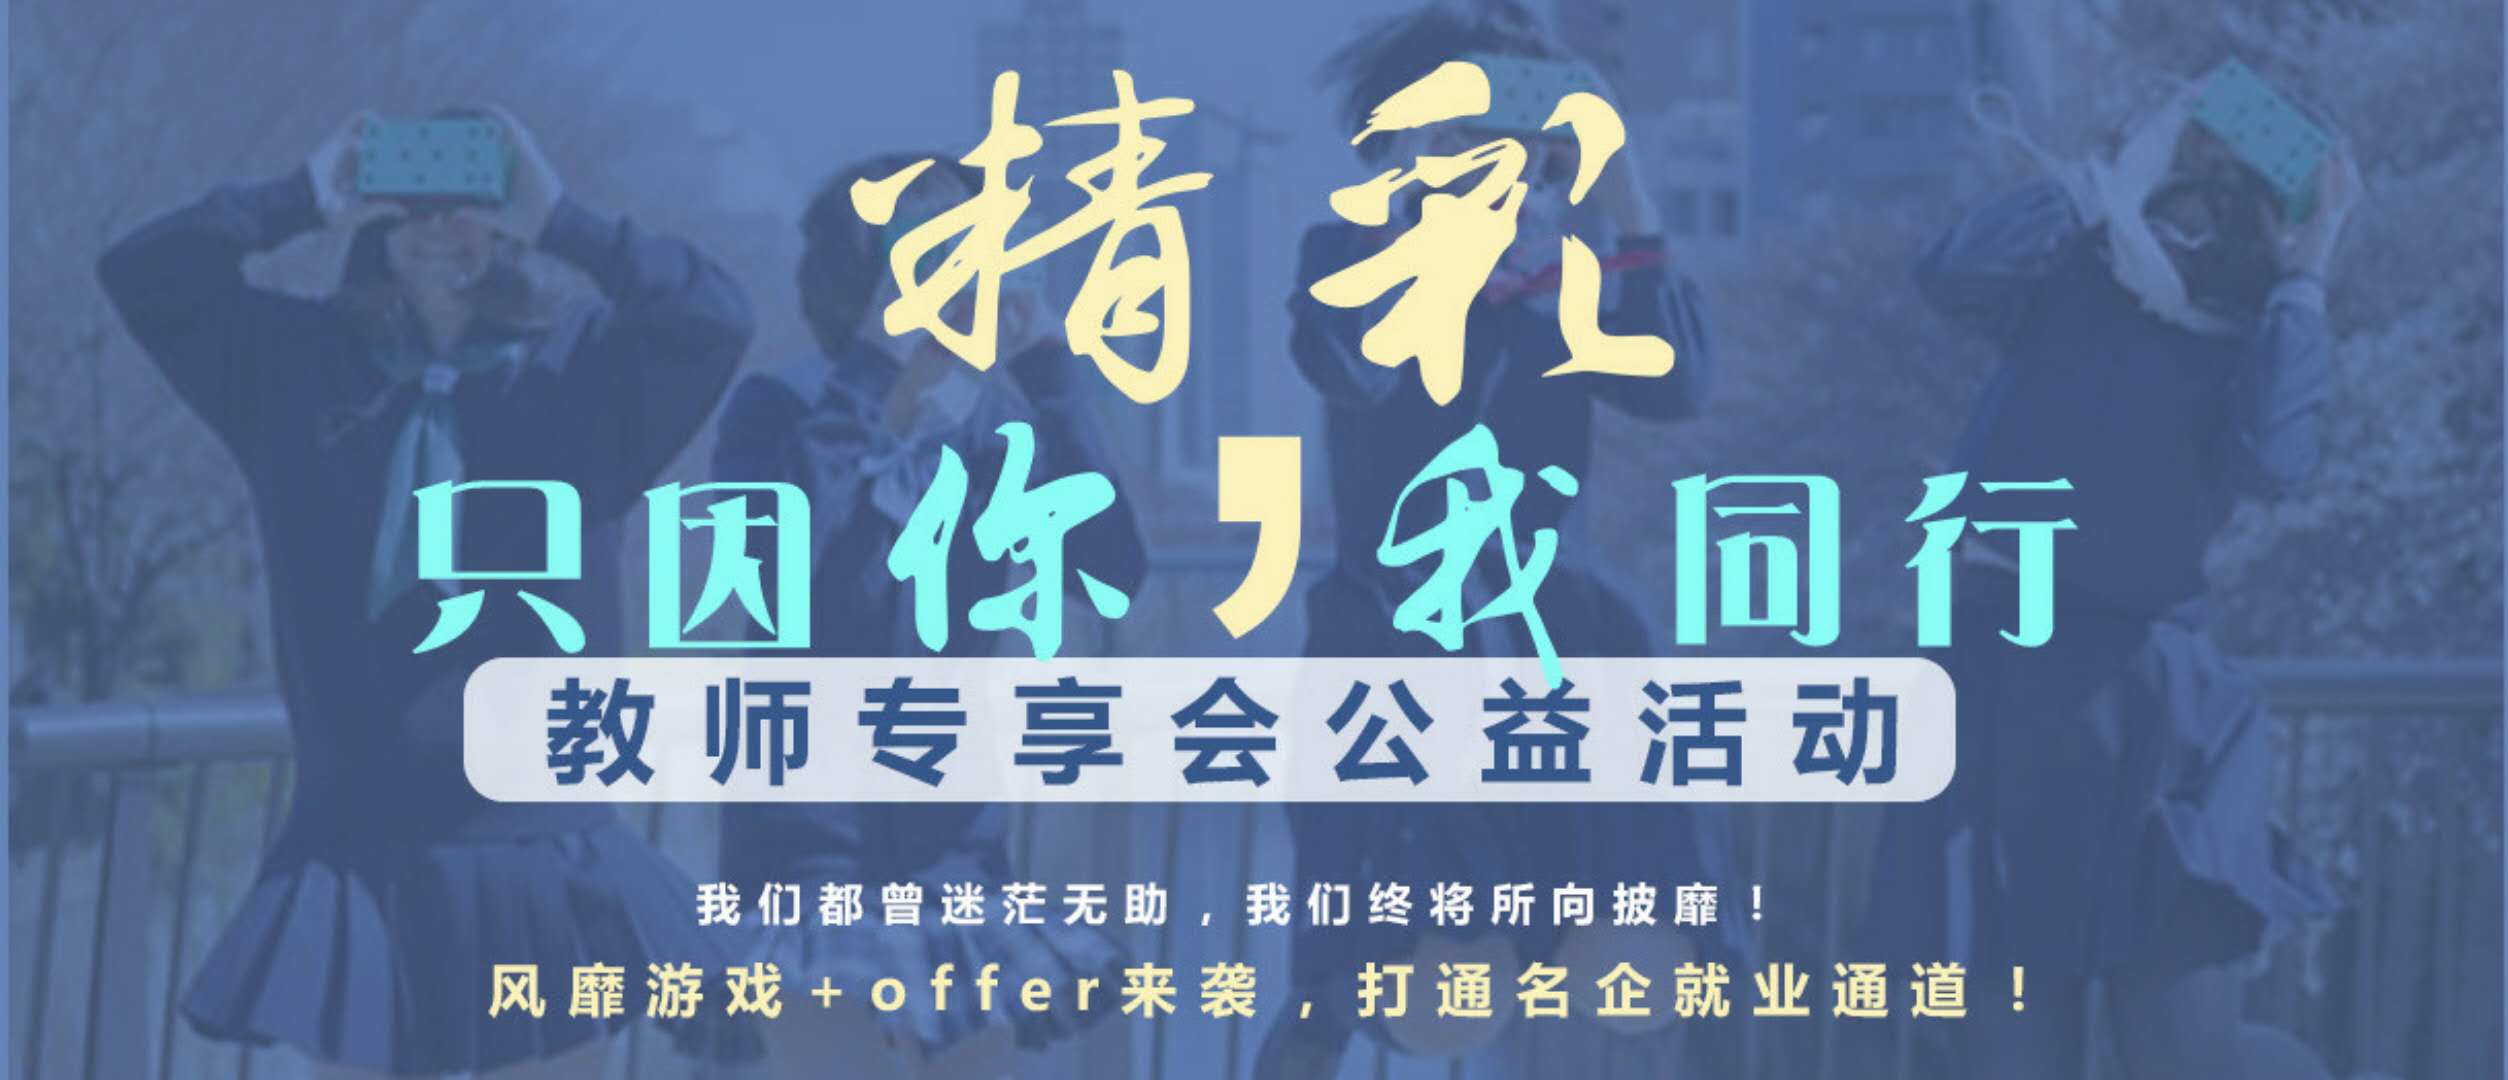 精彩
只因你，我同行
教师专享会公益活动
我们都曾迷茫无助，我们终将所向披靡！
风靡游戏+offer来袭，打通名企就业通道！